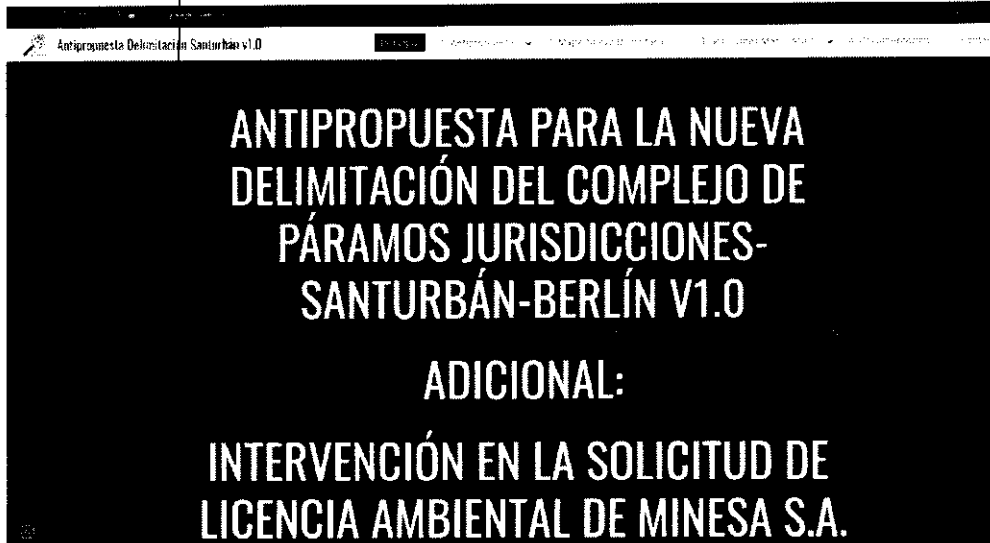 Antipropuesta Delimitación Santurbán v1.0
ANTIPROPUESTA PARA LA NUEVA
DELIMITACIÓN DEL COMPLEJO DE
PÁRAMOS JURISDICCIONES-
SANTURBÁN-BERLÍN V1.0
ADICIONAL:
INTERVENCIÓN EN LA SOLICITUD DE
LICENCIA AMBIENTAL DE MINESA S.A.